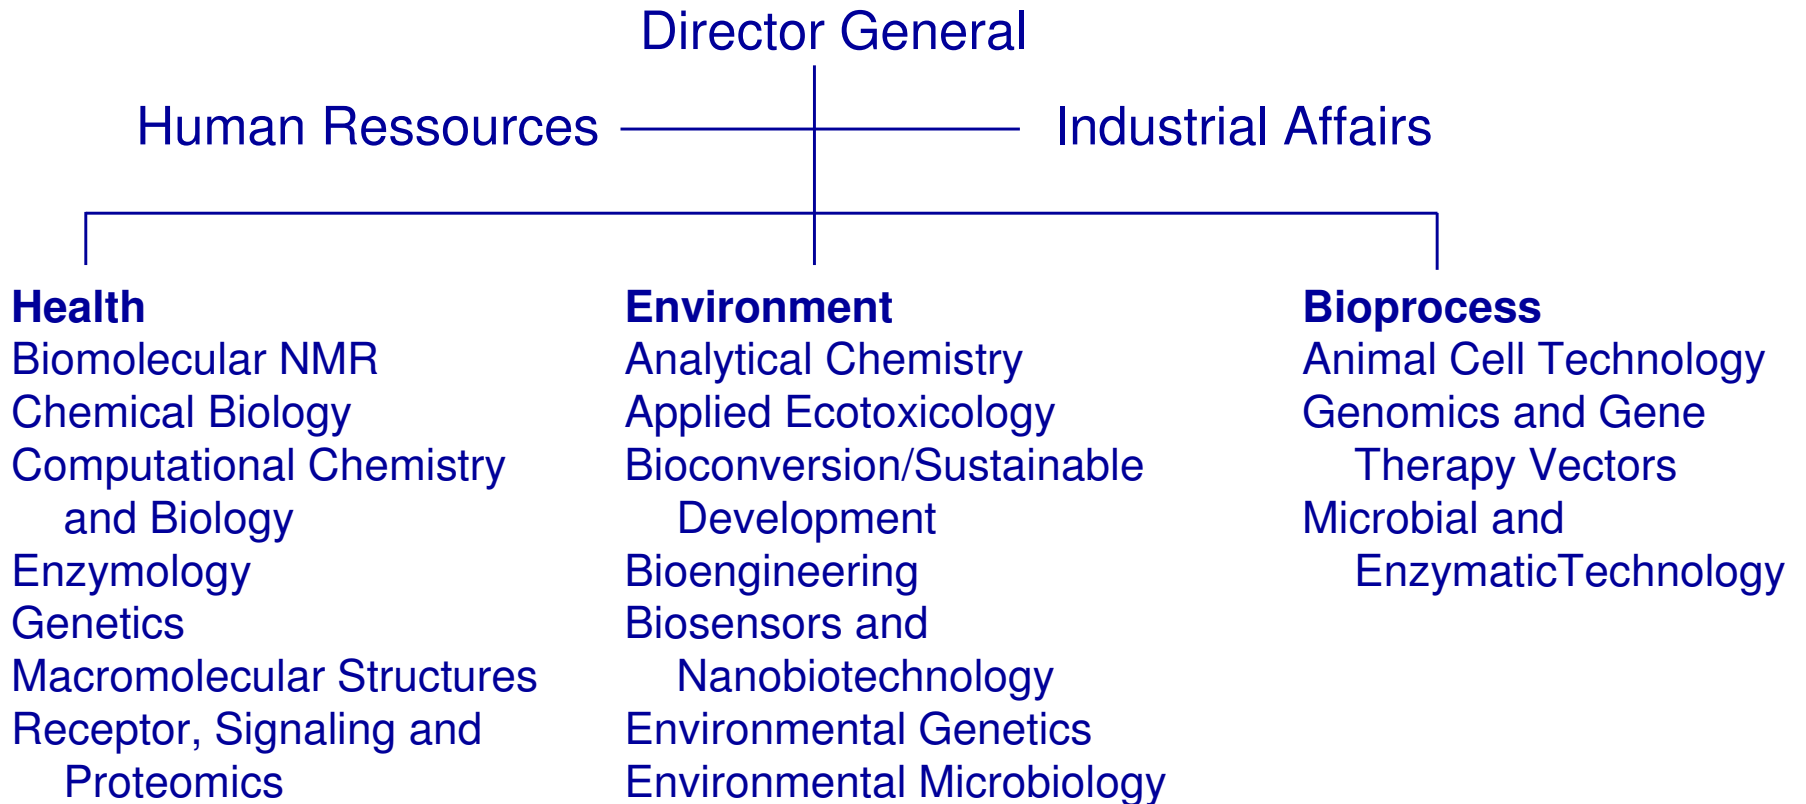 Director General
Human Ressources
Industrial Affairs
Health
Biomolecular NMR
Chemical Biology
Computational Chemistry
and Biology
Enzymology
Genetics
Macromolecular Structures
Receptor, Signaling and
Proteomics
Environment
Analytical Chemistry
Applied Ecotoxicology
Bioconversion/Sustainable
Development
Bioengineering
Biosensors and
Nanobiotechnology
Environmental Genetics
Environmental Microbiology
Bioprocess
Animal Cell Technology
Genomics and Gene
Therapy Vectors
Microbial and
EnzymaticTechnology